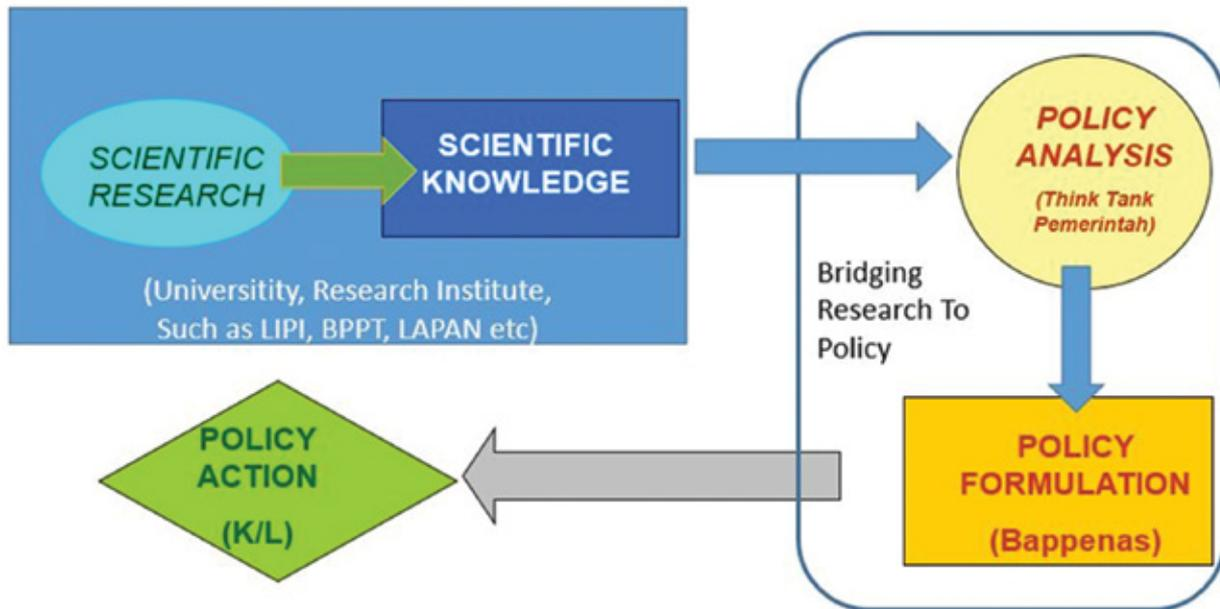 SCIENTIFIC
RESEARCH
SCIENTIFIC
KNOWLEDGE
(Universitity, Research Institute,
Such as LIPI, BPPT, LAPAN etc)
POLICY
ANALYSIS
(Think Tank
Pemerintah)
Bridging
Research To
Policy
POLICY
FORMULATION
(Bappenas)
POLICY
ACTION
(K/L)